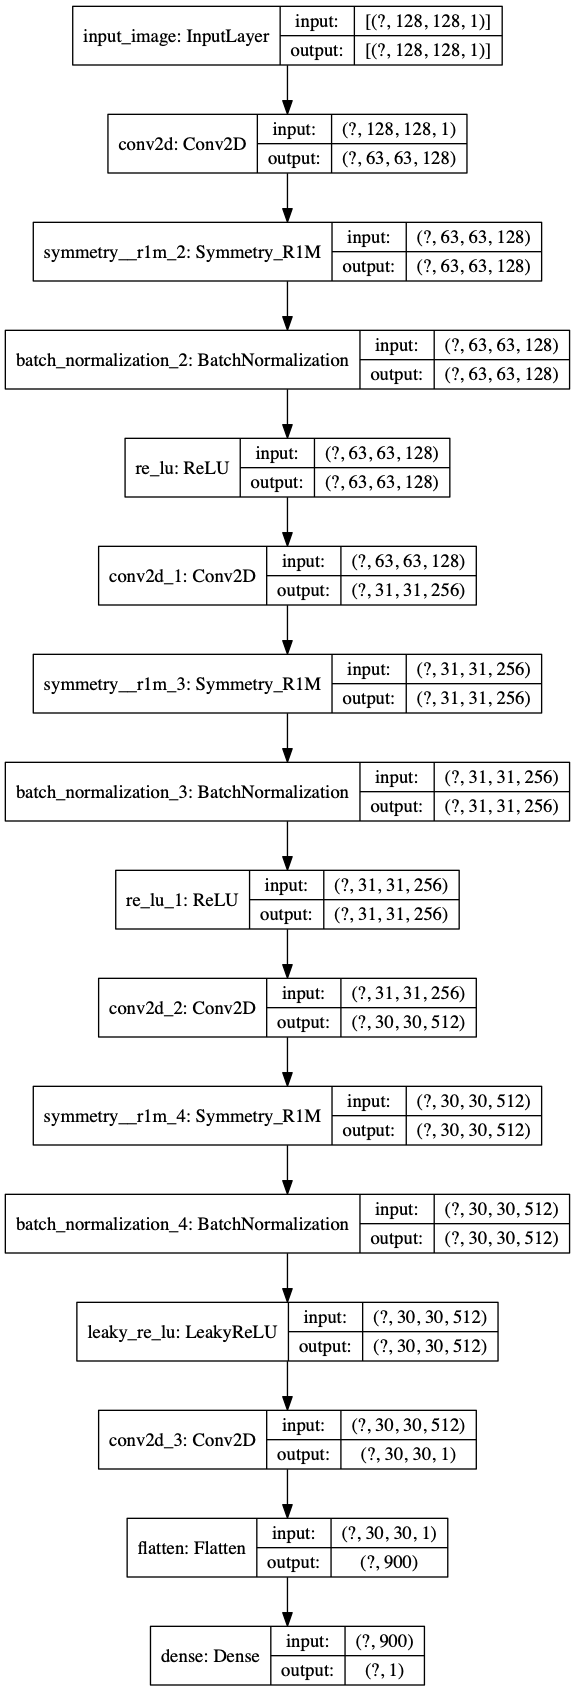 input_image: InputLayer input: [(?, 128, 128, 1)]
output: [(?, 128, 128, 1)]
conv2d: Conv2D input: (?, 128, 128, 1)
output: (?, 63, 63, 128)
symmetry__r1m_2: Symmetry_R1M input: (?, 63, 63, 128)
output: (?, 63, 63, 128)
batch_normalization_2: BatchNormalization input: (?, 63, 63, 128)
output: (?, 63, 63, 128)
re_lu: ReLU input: (?, 63, 63, 128)
output: (?, 63, 63, 128)
conv2d_1: Conv2D input: (?, 63, 63, 128)
output: (?, 31, 31, 256)
symmetry__r1m_3: Symmetry_R1M input: (?, 31, 31, 256)
output: (?, 31, 31, 256)
batch_normalization_3: BatchNormalization input: (?, 31, 31, 256)
output: (?, 31, 31, 256)
re_lu_1: ReLU input: (?, 31, 31, 256)
output: (?, 31, 31, 256)
conv2d_2: Conv2D input: (?, 31, 31, 256)
output: (?, 30, 30, 512)
symmetry__r1m_4: Symmetry_R1M input: (?, 30, 30, 512)
output: (?, 30, 30, 512)
batch_normalization_4: BatchNormalization input: (?, 30, 30, 512)
output: (?, 30, 30, 512)
leaky_re_lu: LeakyReLU input: (?, 30, 30, 512)
output: (?, 30, 30, 512)
conv2d_3: Conv2D input: (?, 30, 30, 512)
output: (?, 30, 30, 1)
flatten: Flatten input: (?, 30, 30, 1)
output: (?, 900)
dense: Dense input: (?, 900)
output: (?, 1)